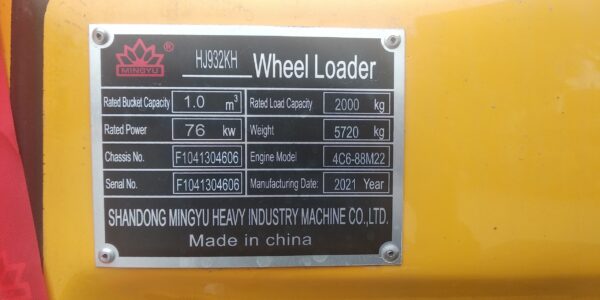 MINGYU ® HJ932KH Wheel Loader
Rated Bucket Capacity 1.0 m³ Rated Load Capacity 2000 kg
Rated Power 76 kw Weight 5720 kg
Chassis No. F1041304606 Engine Model 4C6-88M22
Serial No. F1041304606 Manufacturing Date: 2021 Year
SHANDONG MINGYU HEAVY INDUSTRY MACHINE CO.,LTD.
Made in china